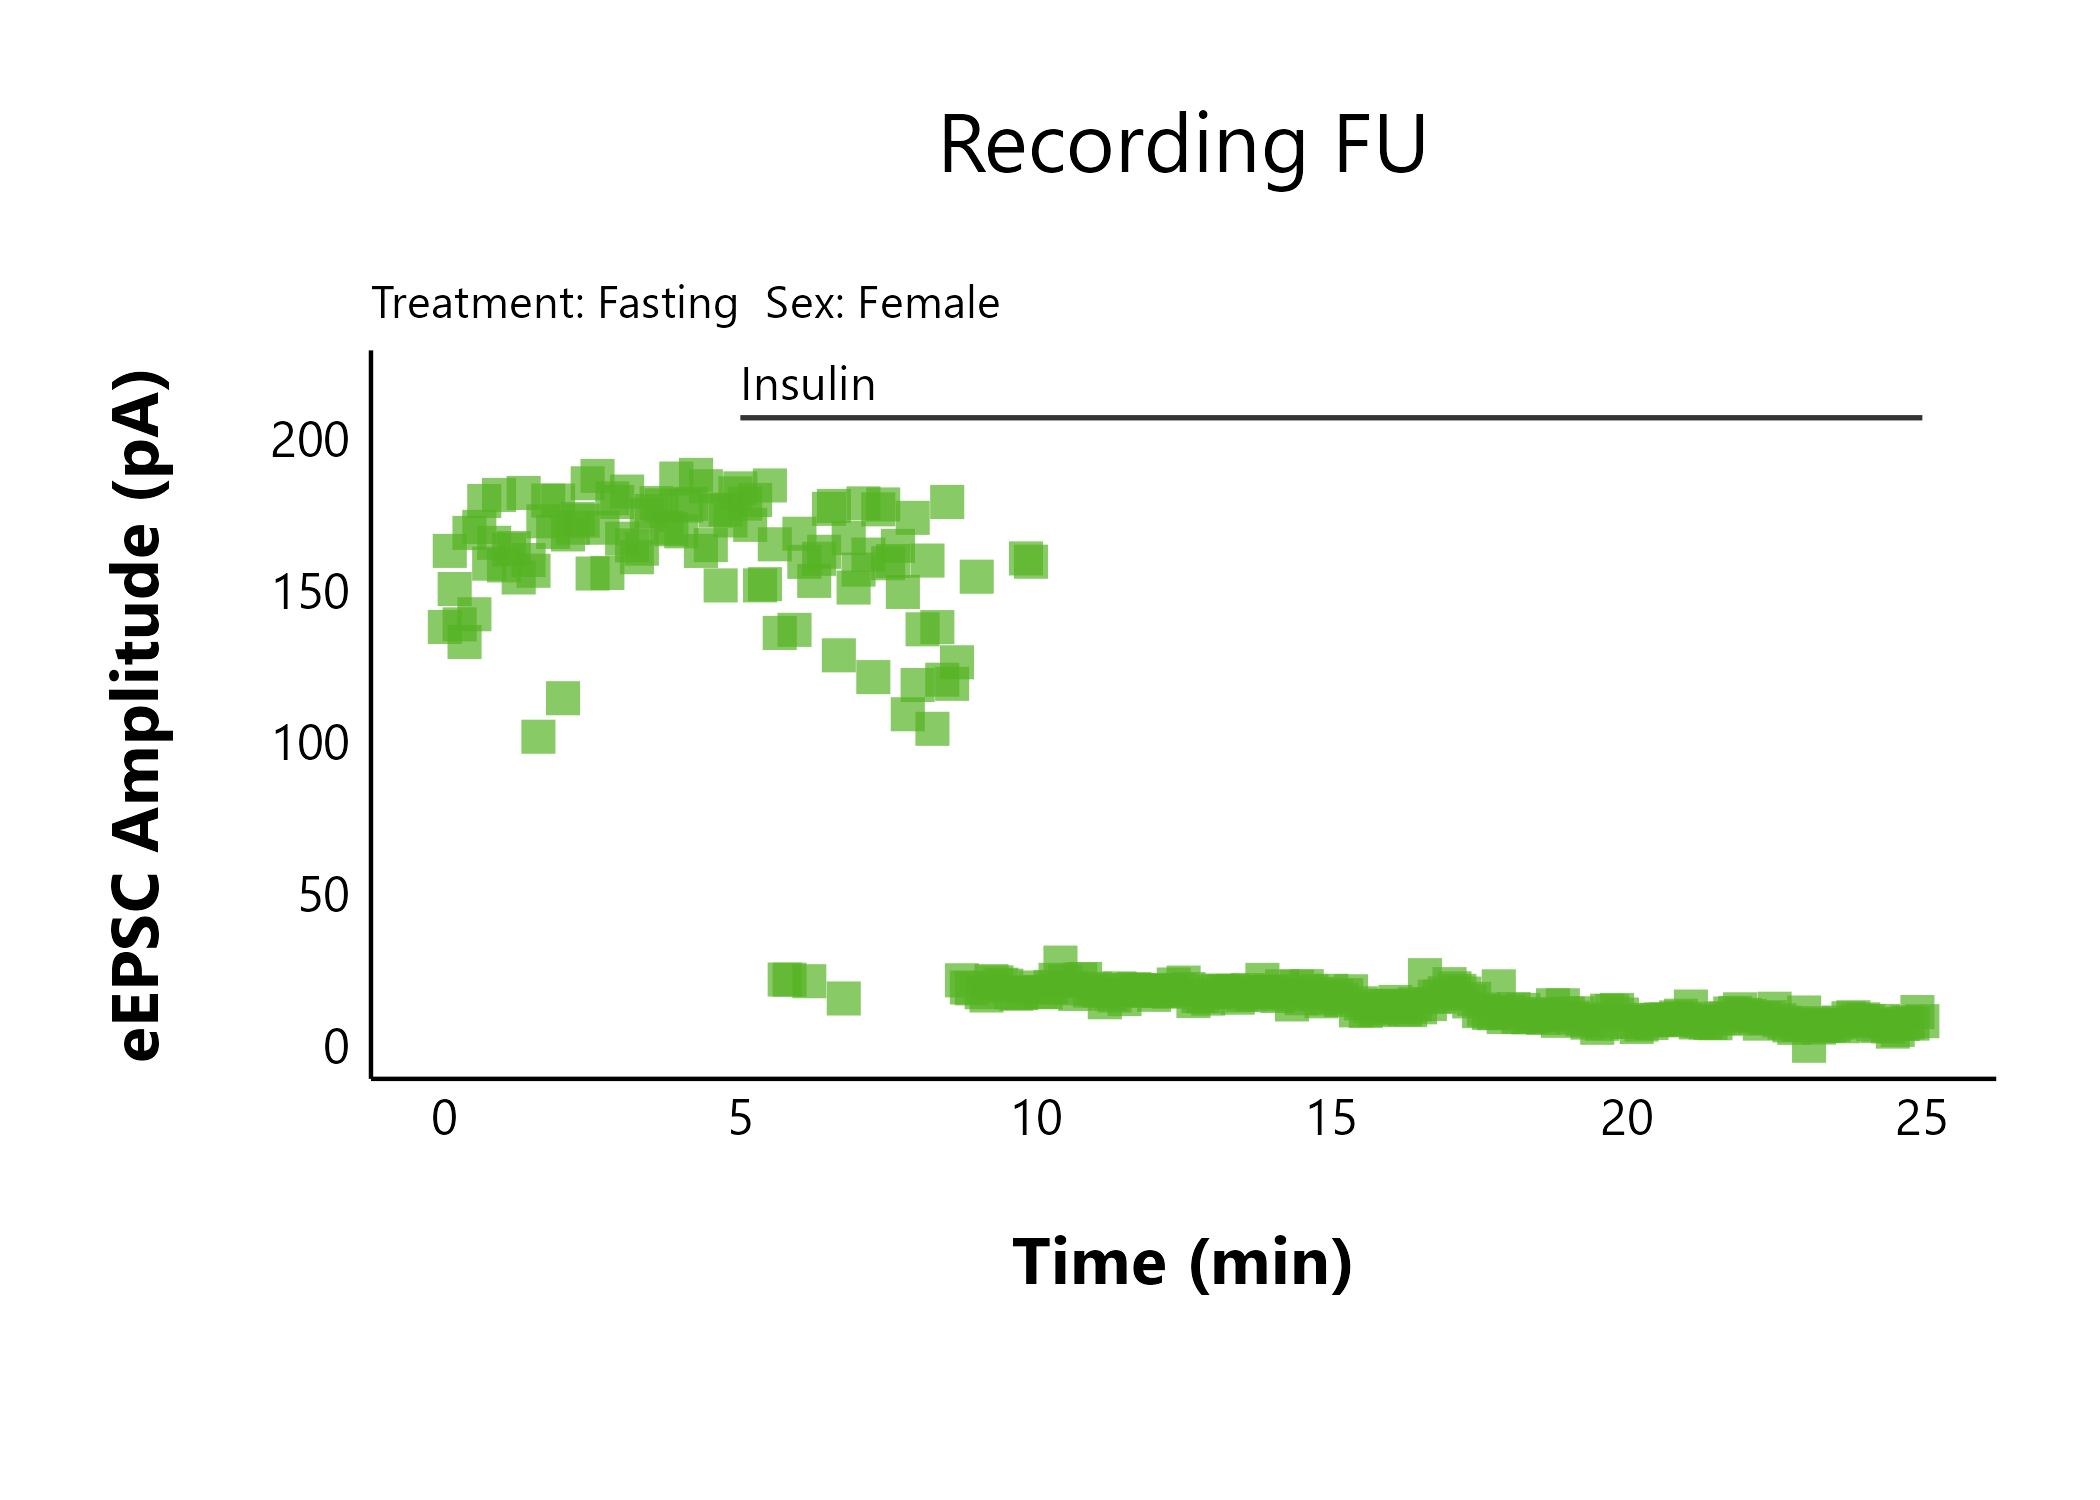 Recording FU
Treatment: Fasting  Sex: Female
Insulin
eEPSC Amplitude (pA)
200
150
100
50
0
0 5 10 15 20 25
Time (min)